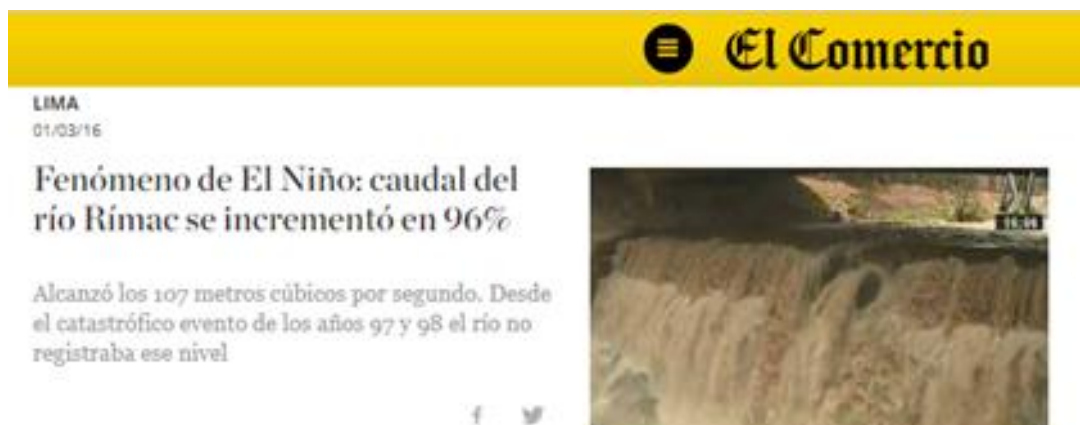 El Comercio
LIMA
01/03/16
Fenómeno de El Niño: caudal del
río Rímac se incrementó en 96%
Alcanzó los 107 metros cúbicos por segundo. Desde
el catastrófico evento de los años 97 y 98 el río no
registraba ese nivel